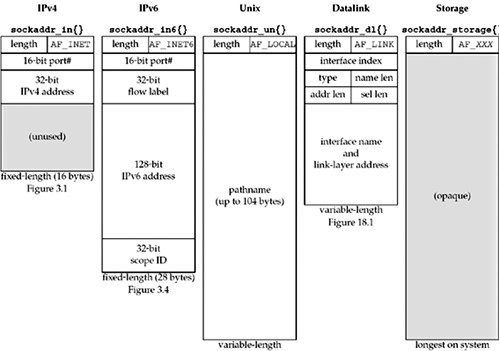 IPv4
sockaddr_in{}
length AF_INET
16-bit port#
32-bit
IPv4 address
(unused)
fixed-length (16 bytes)
Figure 3.1
IPv6
sockaddr_in6{}
length AF_INET6
16-bit port#
32-bit
flow label
128-bit
IPv6 address
32-bit
scope ID
fixed-length (28 bytes)
Figure 3.4
Unix
sockaddr_un{}
length AF_LOCAL
pathname
(up to 104 bytes)
variable-length
Datalink
sockaddr_dl{}
length AF_LINK
interface index
type name len
addr len sel len
interface name
and
link-layer address
variable-length
Figure 18.1
Storage
sockaddr_storage{}
length AF_XXX
(opaque)
longest on system